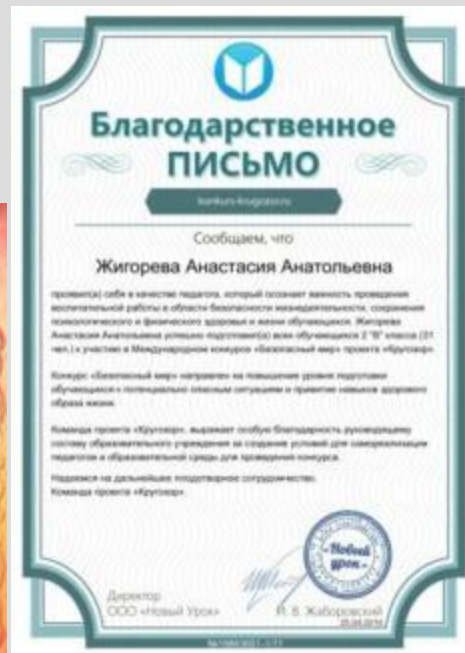 Благодарственное
ПИСЬМО
konkurs-krugozor.ru
Сообщаем, что
Жигорева Анастасия Анатольевна
проявил(а) себя в качестве педагога, который осознает важность проведения
воспитательной работы в области безопасности жизнедеятельности, сохранения
психологического и физического здоровья и жизни обучающихся. Жигорева
Анастасия Анатольевна успешно подготовил(а) всех обучающихся 2 "В" класса (31
чел.) к участию в Международном конкурсе «Безопасный мир» проекта «Кругозор».
Конкурс «Безопасный мир» направлен на повышение уровня подготовки
обучающихся к потенциально опасным ситуациям и привитие навыков здорового
образа жизни.
Команда проекта «Кругозор», выражает особую благодарность руководящему
составу образовательного учреждения за создание условий для самореализации
педагогов и образовательной среды для проведения конкурса.
Надеемся на дальнейшее плодотворное сотрудничество.
Команда проекта «Кругозор».
«Новый
урок»
Директор
ООО «Новый Урок»
И. В. Жаборовский